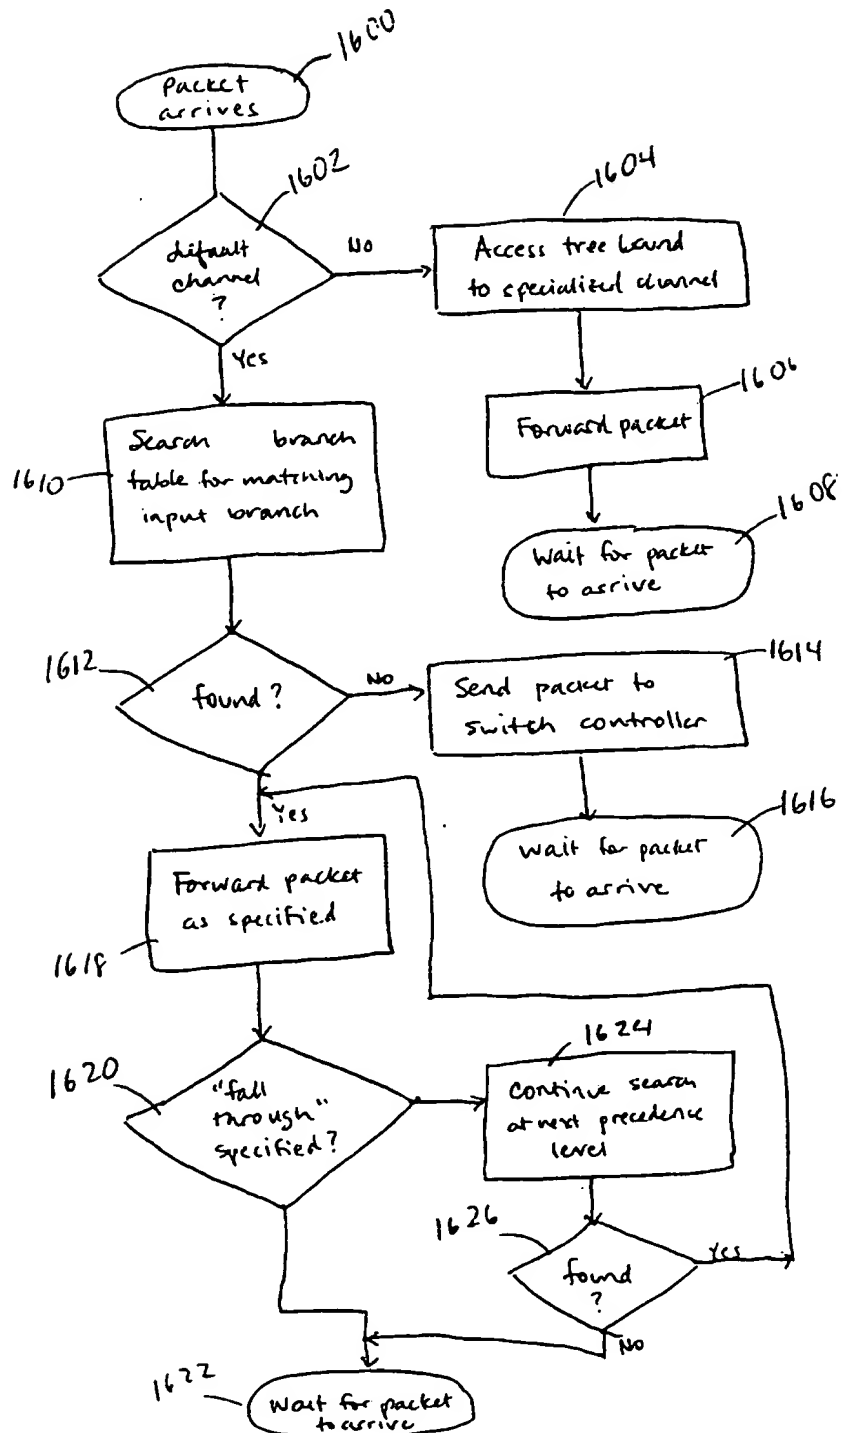 1600
Packet
arrives
1602
default
channel
?
No
Yes
1604
Access tree bound
to specialized channel
1606
Forward packet
1608
Wait for packet
to arrive
1610
Search branch
table for matching
input branch
1612
found?
No
Yes
1614
Send packet to
switch controller
1616
Wait for packet
to arrive
1618
Forward packet
as specified
1620
"fall
through"
specified?
1624
Continue search
at next precedence
level
1626
found
?
Yes
No
1622
Wait for packet
to arrive